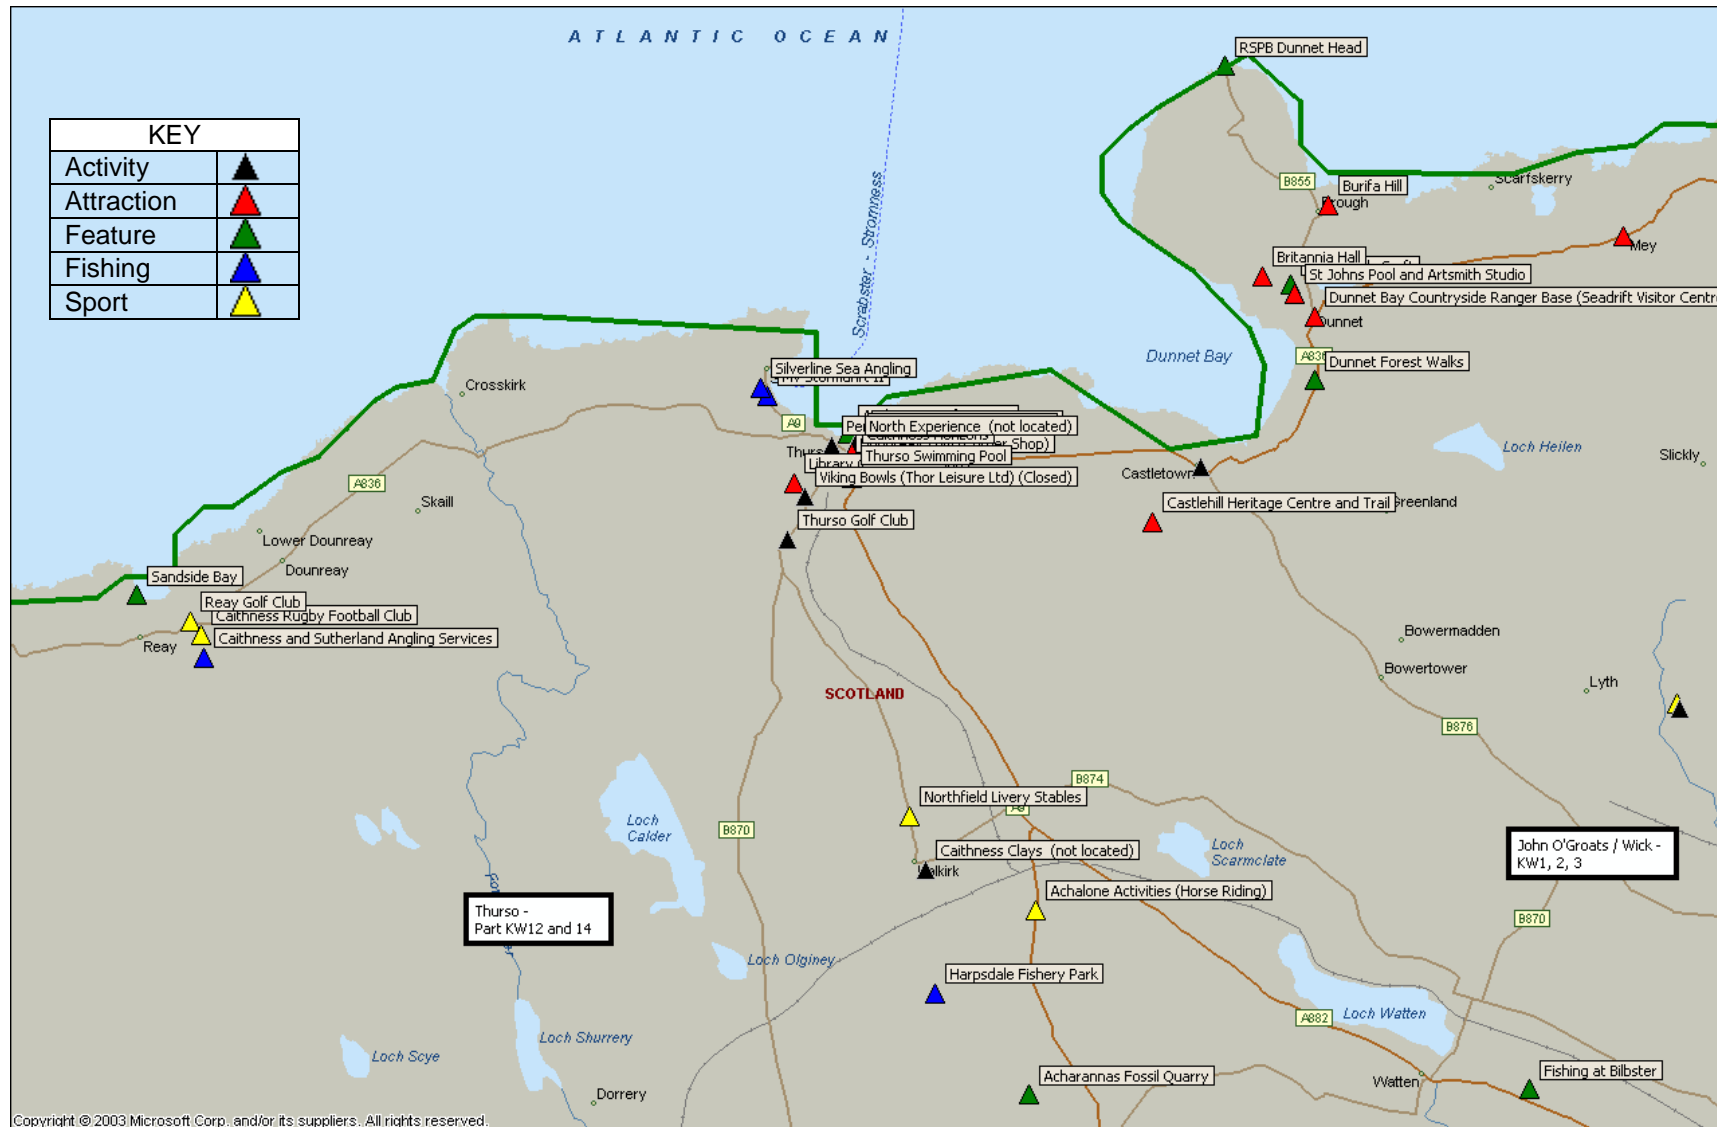 ATLANTIC OCEAN
RSPB Dunnet Head
KEY
Activity
Attraction
Feature
Fishing
Sport
Scrabster - Stromness
B855
Burifa Hill
Scarfskerry
Brough
Mey
Britannia Hall
St Johns Pool and Artsmith Studio
Dunnet Bay Countryside Ranger Base (Seadrift Visitor Centre
Dunnet
Dunnet Bay
A836
Dunnet Forest Walks
Silverline Sea Angling
Crosskirk
A9
North Experience (not located)
Thurso
Shop)
Thurso Swimming Pool
Library
Viking Bowls (Thor Leisure Ltd) (Closed)
Thurso Golf Club
Castletown
Loch Heilen
Slickly
Greenland
Castlehill Heritage Centre and Trail
A836
Skaill
Lower Dounreay
Dounreay
Sandside Bay
Reay Golf Club
Caithness Rugby Football Club
Caithness and Sutherland Angling Services
Reay
Bowermadden
Bowertower
Lyth
SCOTLAND
B876
B874
Northfield Livery Stables
A9
Loch
Calder
B870
Caithness Clays (not located)
Halkirk
Loch
Scarmclate
John O'Groats / Wick -
KW1, 2, 3
Achalone Activities (Horse Riding)
Thurso -
Part KW12 and 14
B870
Loch Olginey
Harpsdale Fishery Park
Loch Watten
A882
Loch Shurrery
Loch Scye
Acharannas Fossil Quarry
Watten
Fishing at Bilbster
Dorrery
Copyright © 2003 Microsoft Corp. and/or its suppliers. All rights reserved.